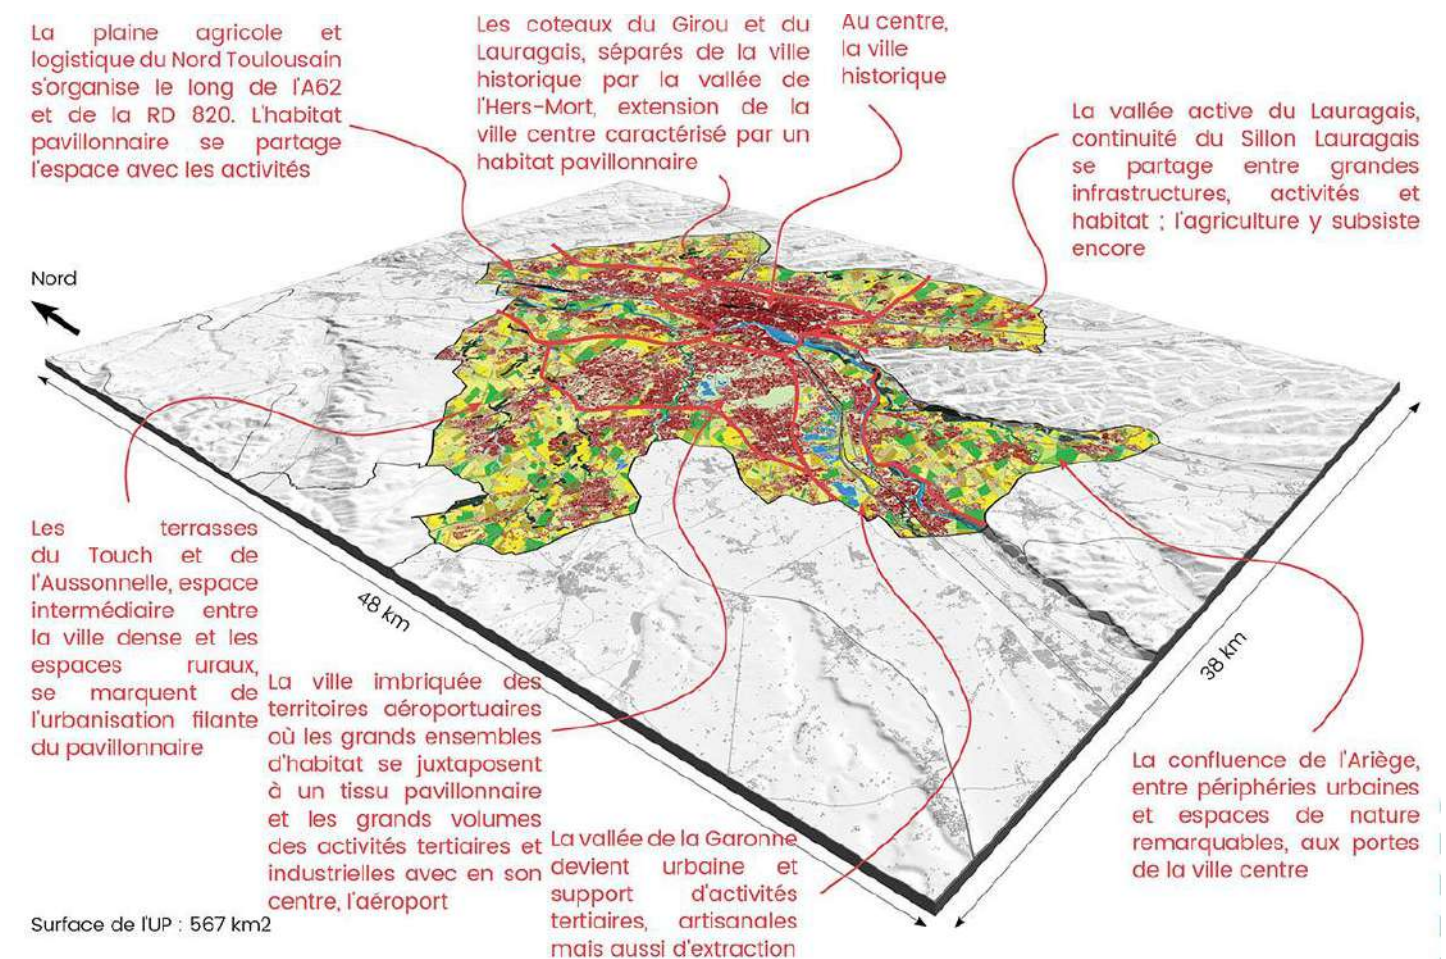 La plaine agricole et
logistique du Nord Toulousain
s'organise le long de l'A62
et de la RD 820. L'habitat
pavillonnaire se partage
l'espace avec les activités
Les coteaux du Girou et du
Lauragais, séparés de la ville
historique par la vallée de
l'Hers-Mort, extension de la
ville centre caractérisé par un
habitat pavillonnaire
Au centre,
la ville
historique
La vallée active du Lauragais,
continuité du Sillon Lauragais
se partage entre grandes
infrastructures, activités et
habitat ; l'agriculture y subsiste
encore
Nord
Les terrasses
du Touch et de
l'Aussonnelle, espace
intermédiaire entre
la ville dense et les
espaces ruraux,
se marquent de
l'urbanisation filante
du pavillonnaire
48 km
38 km
La ville imbriquée des
territoires aéroportuaires
où les grands ensembles
d'habitat se juxtaposent
à un tissu pavillonnaire
et les grands volumes
des activités tertiaires et
industrielles avec en son
centre, l'aéroport
La vallée de la Garonne
devient urbaine et
support d'activités
tertiaires, artisanales
mais aussi d'extraction
La confluence de l'Ariège,
entre périphéries urbaines
et espaces de nature
remarquables, aux portes
de la ville centre
Surface de l'UP : 567 km2